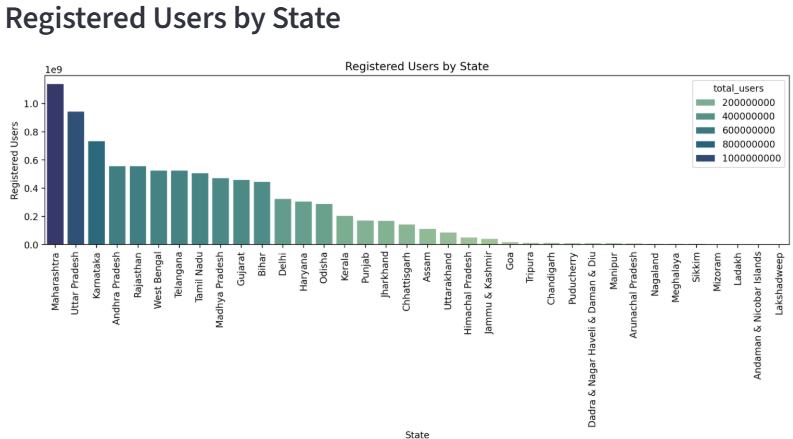 Registered Users by State
Registered Users by State
1e9
1.0
0.8
0.6
0.4
0.2
0.0
Registered Users
total_users
200000000
400000000
600000000
800000000
1000000000
Maharashtra
Uttar Pradesh
Karnataka
Andhra Pradesh
Rajasthan
West Bengal
Telangana
Tamil Nadu
Madhya Pradesh
Gujarat
Bihar
Delhi
Haryana
Odisha
Kerala
Punjab
Jharkhand
Chhattisgarh
Assam
Uttarakhand
Himachal Pradesh
Jammu & Kashmir
Goa
Tripura
Chandigarh
Puducherry
Dadra & Nagar Haveli & Daman & Diu
Manipur
Arunachal Pradesh
Nagaland
Meghalaya
Sikkim
Mizoram
Ladakh
Andaman & Nicobar Islands
Lakshadweep
State